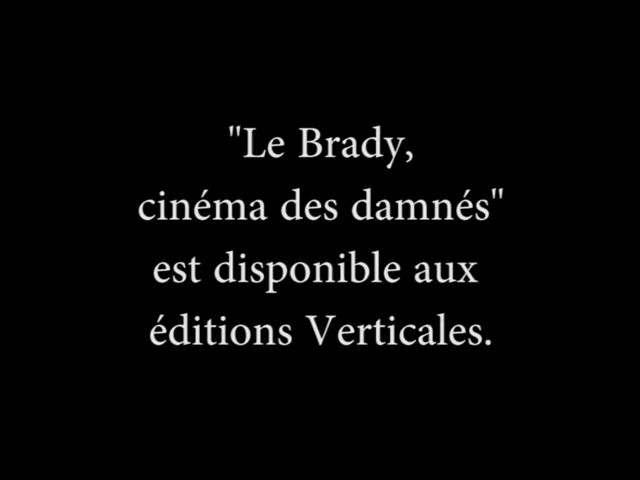 "Le Brady,
cinéma des damnés"
est disponible aux
éditions Verticales.